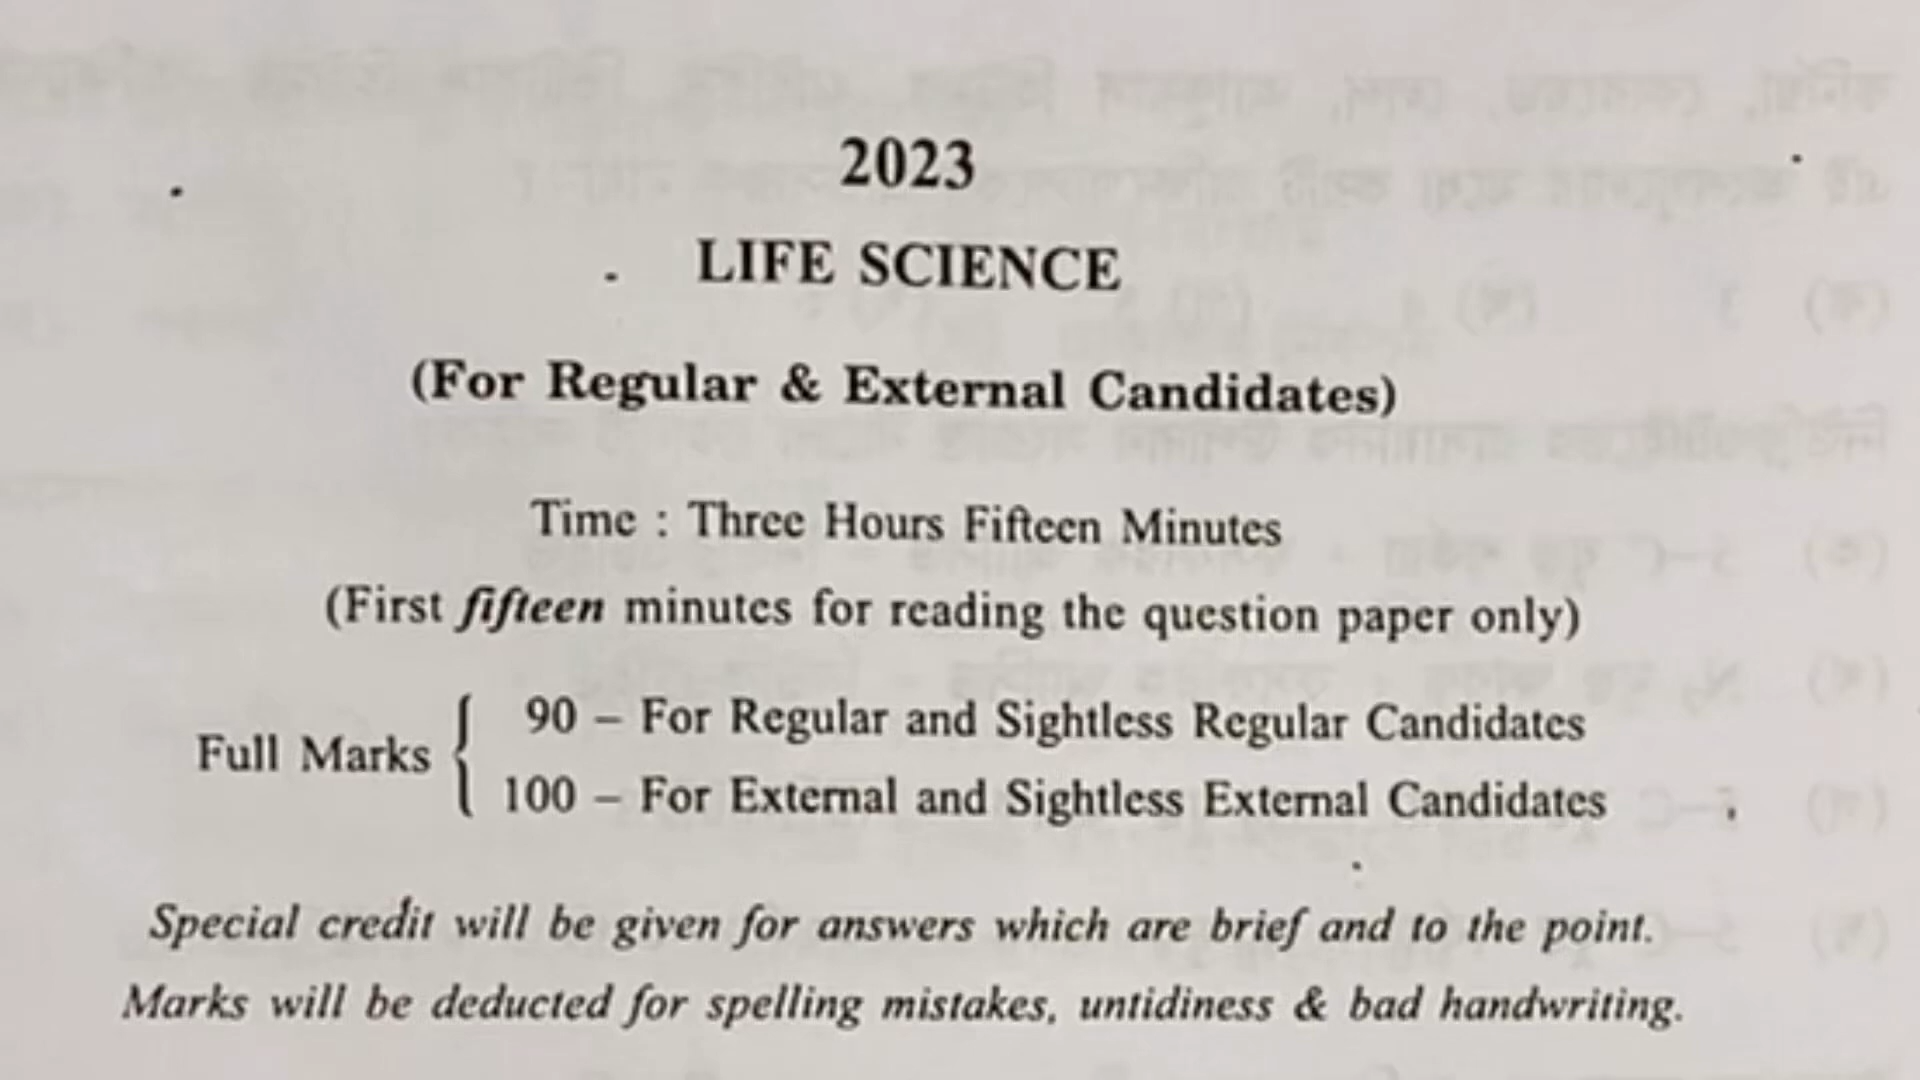 2023
LIFE SCIENCE
(For Regular & External Candidates)
Time : Three Hours Fifteen Minutes
(First fifteen minutes for reading the question paper only)
Full Marks { 90 – For Regular and Sightless Regular Candidates
100 – For External and Sightless External Candidates
Special credit will be given for answers which are brief and to the point.
Marks will be deducted for spelling mistakes, untidiness & bad handwriting.